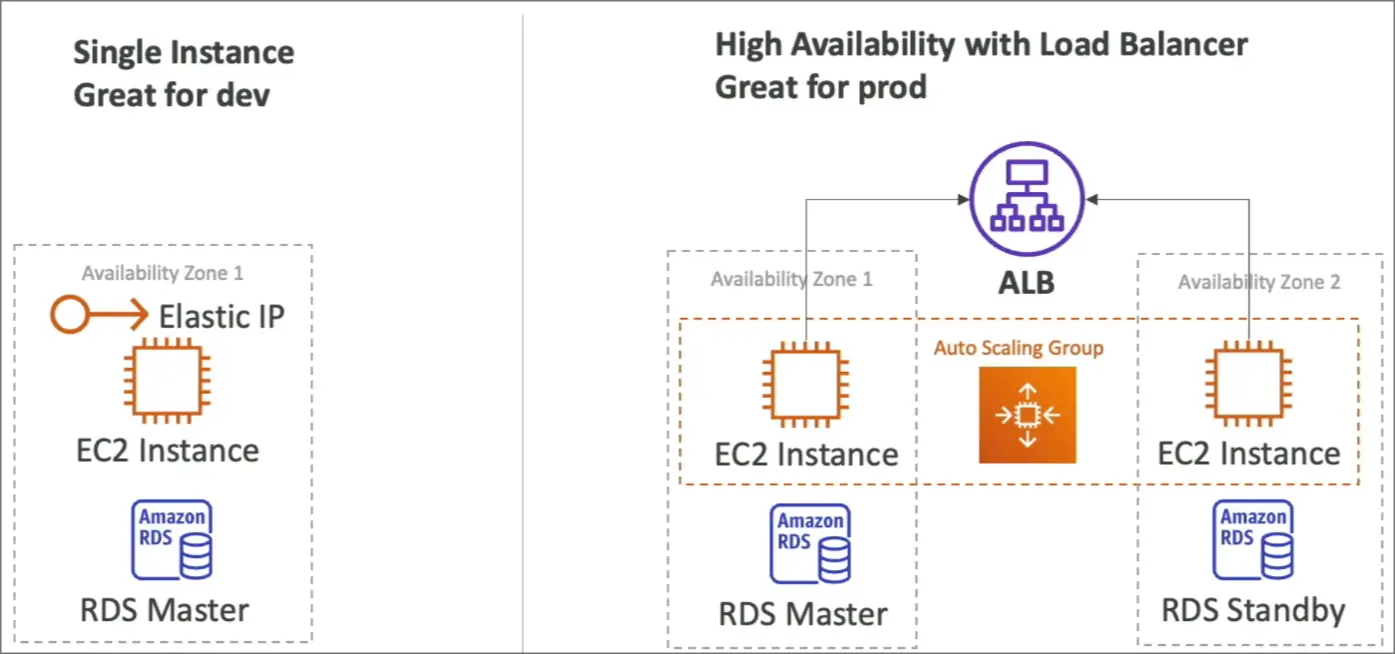 Single Instance
Great for dev
Availability Zone 1
Elastic IP
EC2 Instance
Amazon
RDS
RDS Master
High Availability with Load Balancer
Great for prod
ALB
Availability Zone 1
Availability Zone 2
Auto Scaling Group
EC2 Instance
EC2 Instance
Amazon
RDS
RDS Master
Amazon
RDS
RDS Standby